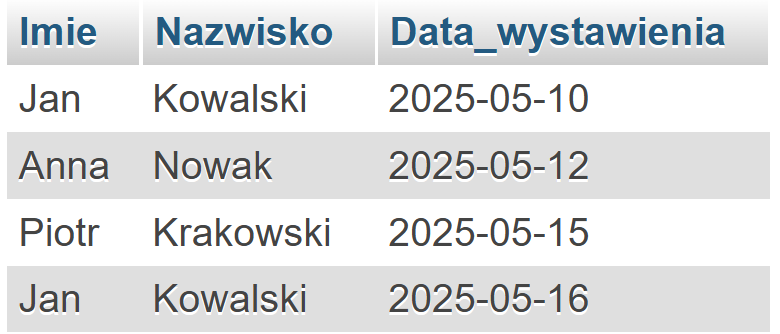 Imie Nazwisko Data_wystawienia
Jan Kowalski 2025-05-10
Anna Nowak 2025-05-12
Piotr Krakowski 2025-05-15
Jan Kowalski 2025-05-16